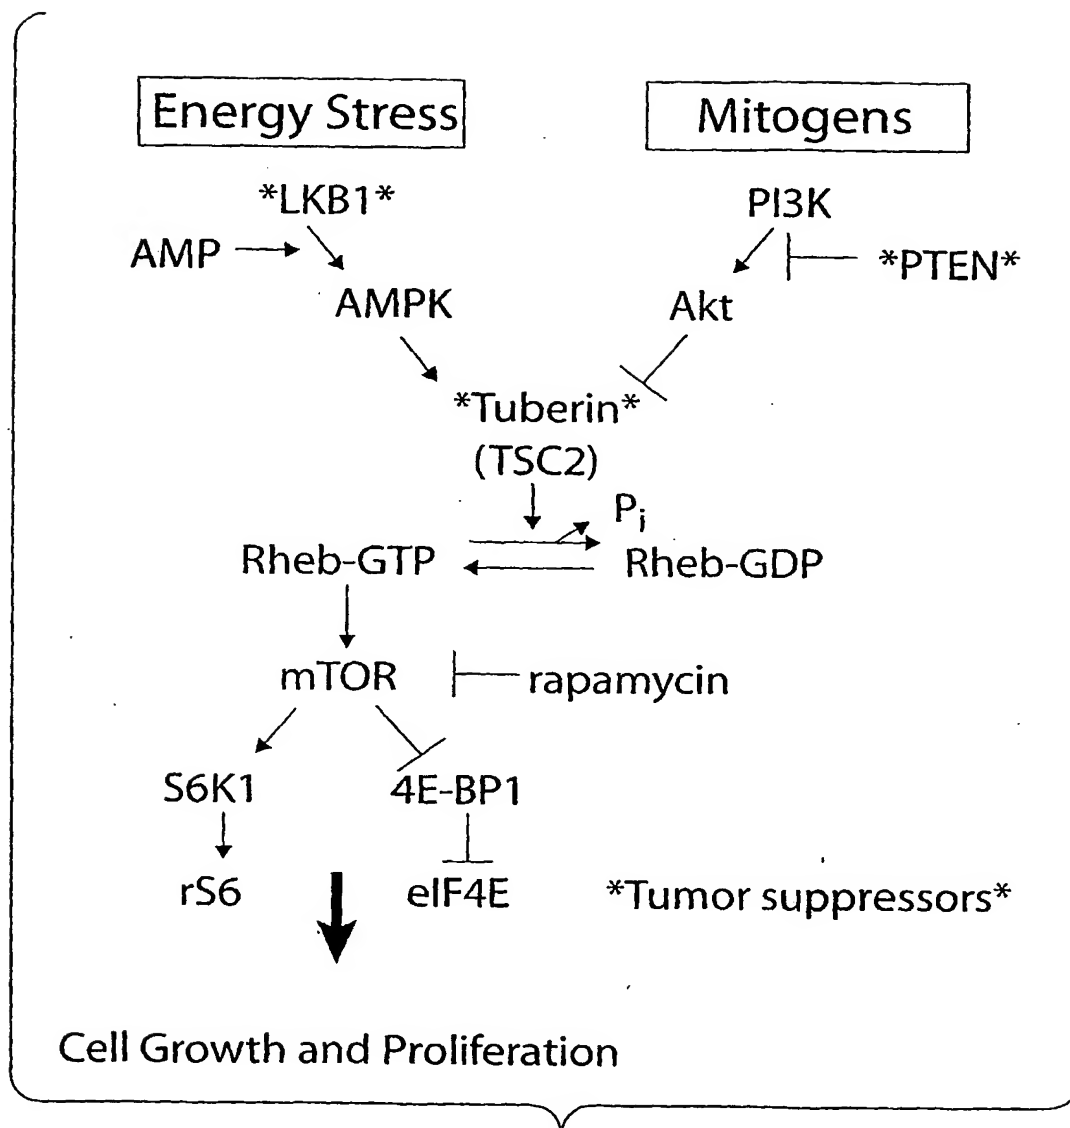 Energy Stress
Mitogens
*LKB1*
PI3K
AMP
*PTEN*
AMPK
Akt
*Tuberin*
(TSC2)
Pi
Rheb-GTP
Rheb-GDP
mTOR
rapamycin
S6K1
4E-BP1
rS6
eIF4E
*Tumor suppressors*
Cell Growth and Proliferation